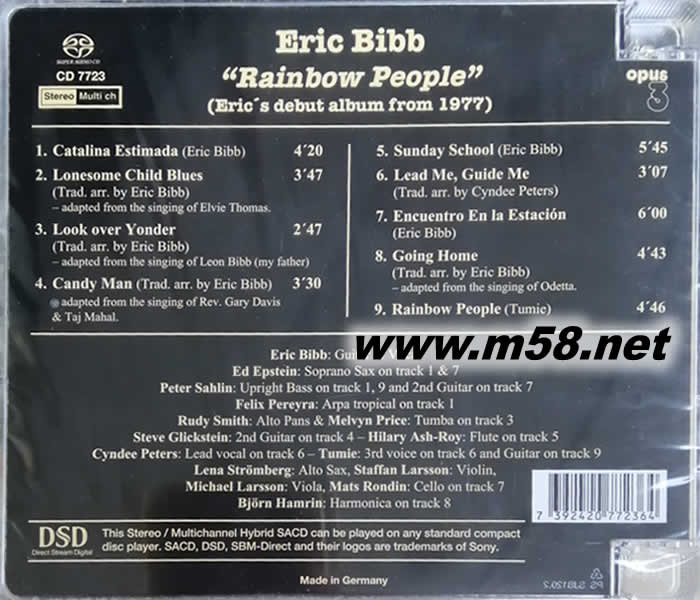 Eric Bibb
SUPER AUDIO CD
CD 7723
"Rainbow People"
opus
3
Stereo Multi ch
(Eric´s debut album from 1977)
1. Catalina Estimada (Eric Bibb) 4´20
2. Lonesome Child Blues 3´47
(Trad. arr. by Eric Bibb)
– adapted from the singing of Elvie Thomas.
3. Look over Yonder 2´47
(Trad. arr. by Eric Bibb)
– adapted from the singing of Leon Bibb (my father)
4. Candy Man (Trad. arr. by Eric Bibb) 3´30
adapted from the singing of Rev. Gary Davis
& Taj Mahal.
5. Sunday School (Eric Bibb) 5´45
6. Lead Me, Guide Me 3´07
(Trad. arr. by Cyndee Peters)
7. Encuentro En la Estación 6´00
(Eric Bibb)
8. Going Home 4´43
(Trad. arr. by Eric Bibb)
– adapted from the singing of Odetta.
9. Rainbow People (Tumie) 4´46
www.m58.net
Eric Bibb:
Ed Epstein: Soprano Sax on track 1 & 7
Peter Sahlin: Upright Bass on track 1, 9 and 2nd Guitar on track 7
Felix Pereyra: Arpa tropical on track 1
Rudy Smith: Alto Pans & Melvyn Price: Tumba on track 3
Steve Glickstein: 2nd Guitar on track 4 – Hilary Ash-Roy: Flute on track 5
Cyndee Peters: Lead vocal on track 6 – Tumie: 3rd voice on track 6 and Guitar on track 9
Lena Strömberg: Alto Sax, Staffan Larsson: Violin,
Michael Larsson: Viola, Mats Rondin: Cello on track 7
Björn Hamrin: Harmonica on track 8
7 392420 772364
DSD
Direct Stream Digital
This Stereo / Multichannel Hybrid SACD can be played on any standard compact
disc player. SACD, DSD, SBM-Direct and their logos are trademarks of Sony.
Made in Germany